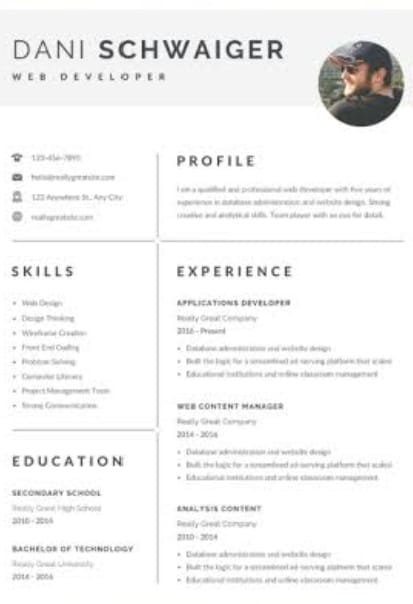 DANI SCHWAIGER
WEB DEVELOPER
123-456-7895
hello@reallygreatsite.com
123 Anywhere St., Any City
reallygreatsite.com
SKILLS
Web Design
Design Thinking
Wireframe Creation
Front End Coding
Problem Solving
Computer Literacy
Project Management Tools
Strong Communication
EDUCATION
SECONDARY SCHOOL
Really Great High School
2010 - 2014
BACHELOR OF TECHNOLOGY
Really Great University
2014 - 2016
PROFILE
I am a qualified and professional web developer with five years of
experience in database administration and website design. Strong
creative and analytical skills. Team player with an eye for detail.
EXPERIENCE
APPLICATIONS DEVELOPER
Really Great Company
2016 - Present
Database administration and website design
Built the logic for a streamlined ad-serving platform that scaled
Educational institutions and online classroom management
WEB CONTENT MANAGER
Really Great Company
2014 - 2016
Database administration and website design
Built the logic for a streamlined ad-serving platform that scaled
Educational institutions and online classroom management
ANALYSIS CONTENT
Really Great Company
2010 - 2014
Database administration and website design
Built the logic for a streamlined ad-serving platform that scaled
Educational institutions and online classroom management